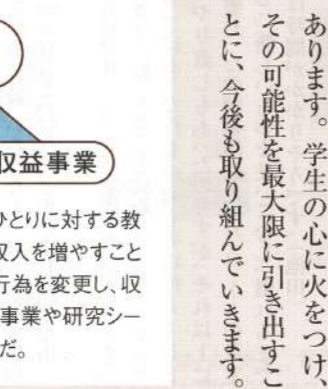 あります。学生の心に火をつけ、
その可能性を最大限に引き出すこ
とに、今後も取り組んでいきます。
収益事業
ひとりに対する教
収入を増やすこと
行為を変更し、収
事業や研究シー
だ。